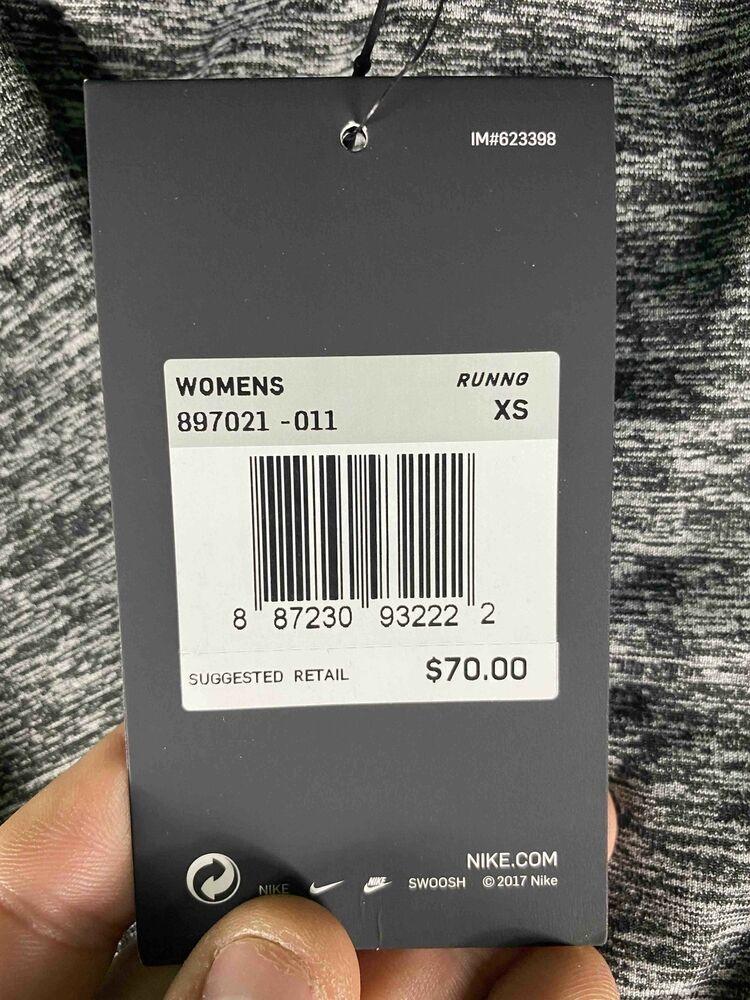 IM#623398
WOMENS RUNNG
897021 -011 XS
8 87230 93222 2
SUGGESTED RETAIL $70.00
NIKE.COM
NIKE NIKE SWOOSH © 2017 Nike